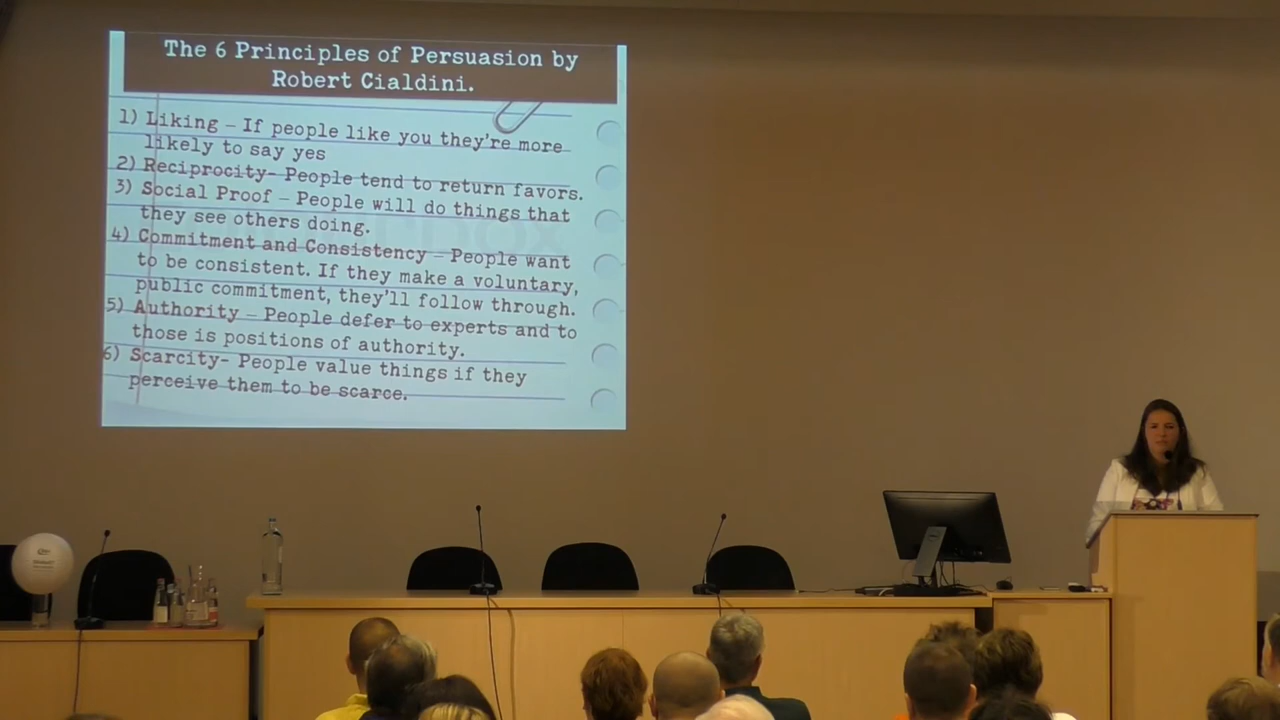 The 6 Principles of Persuasion by
Robert Cialdini.
1) Liking – If people like you they're more
likely to say yes
2) Reciprocity- People tend to return favors.
3) Social Proof – People will do things that
they see others doing.
4) Commitment and Consistency – People want
to be consistent. If they make a voluntary,
public commitment, they'll follow through.
5) Authority – People defer to experts and to
those is positions of authority.
6) Scarcity- People value things if they
perceive them to be scarce.